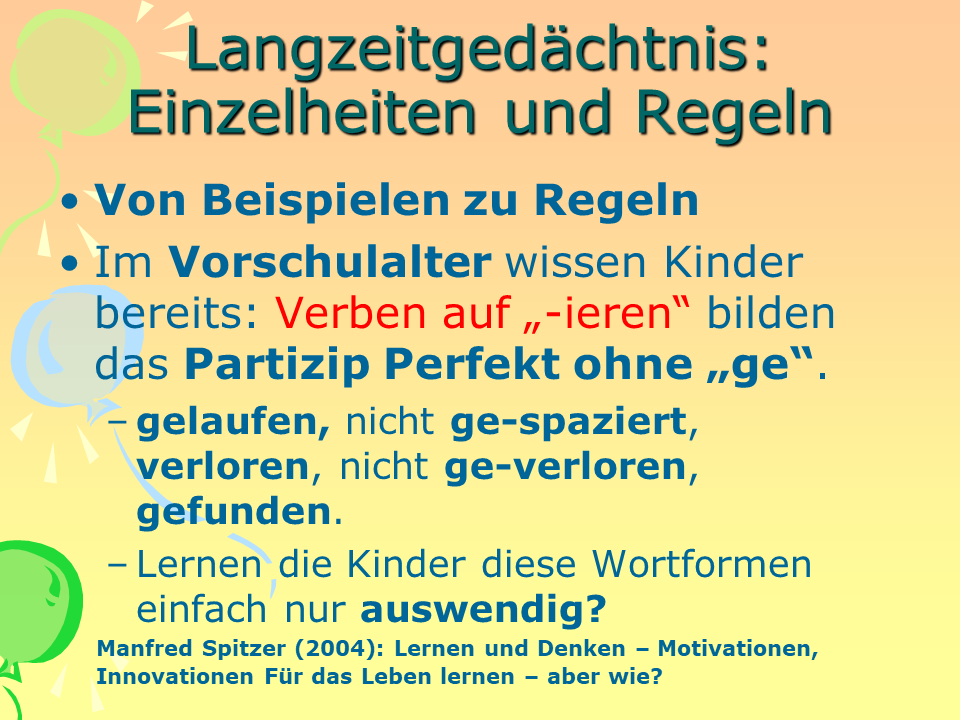 Langzeitgedächtnis:
Einzelheiten und Regeln
• Von Beispielen zu Regeln
• Im Vorschulalter wissen Kinder
bereits: Verben auf „-ieren“ bilden
das Partizip Perfekt ohne „ge“.
– gelaufen, nicht ge-spaziert,
verloren, nicht ge-verloren,
gefunden.
– Lernen die Kinder diese Wortformen
einfach nur auswendig?
Manfred Spitzer (2004): Lernen und Denken – Motivationen,
Innovationen Für das Leben lernen – aber wie?